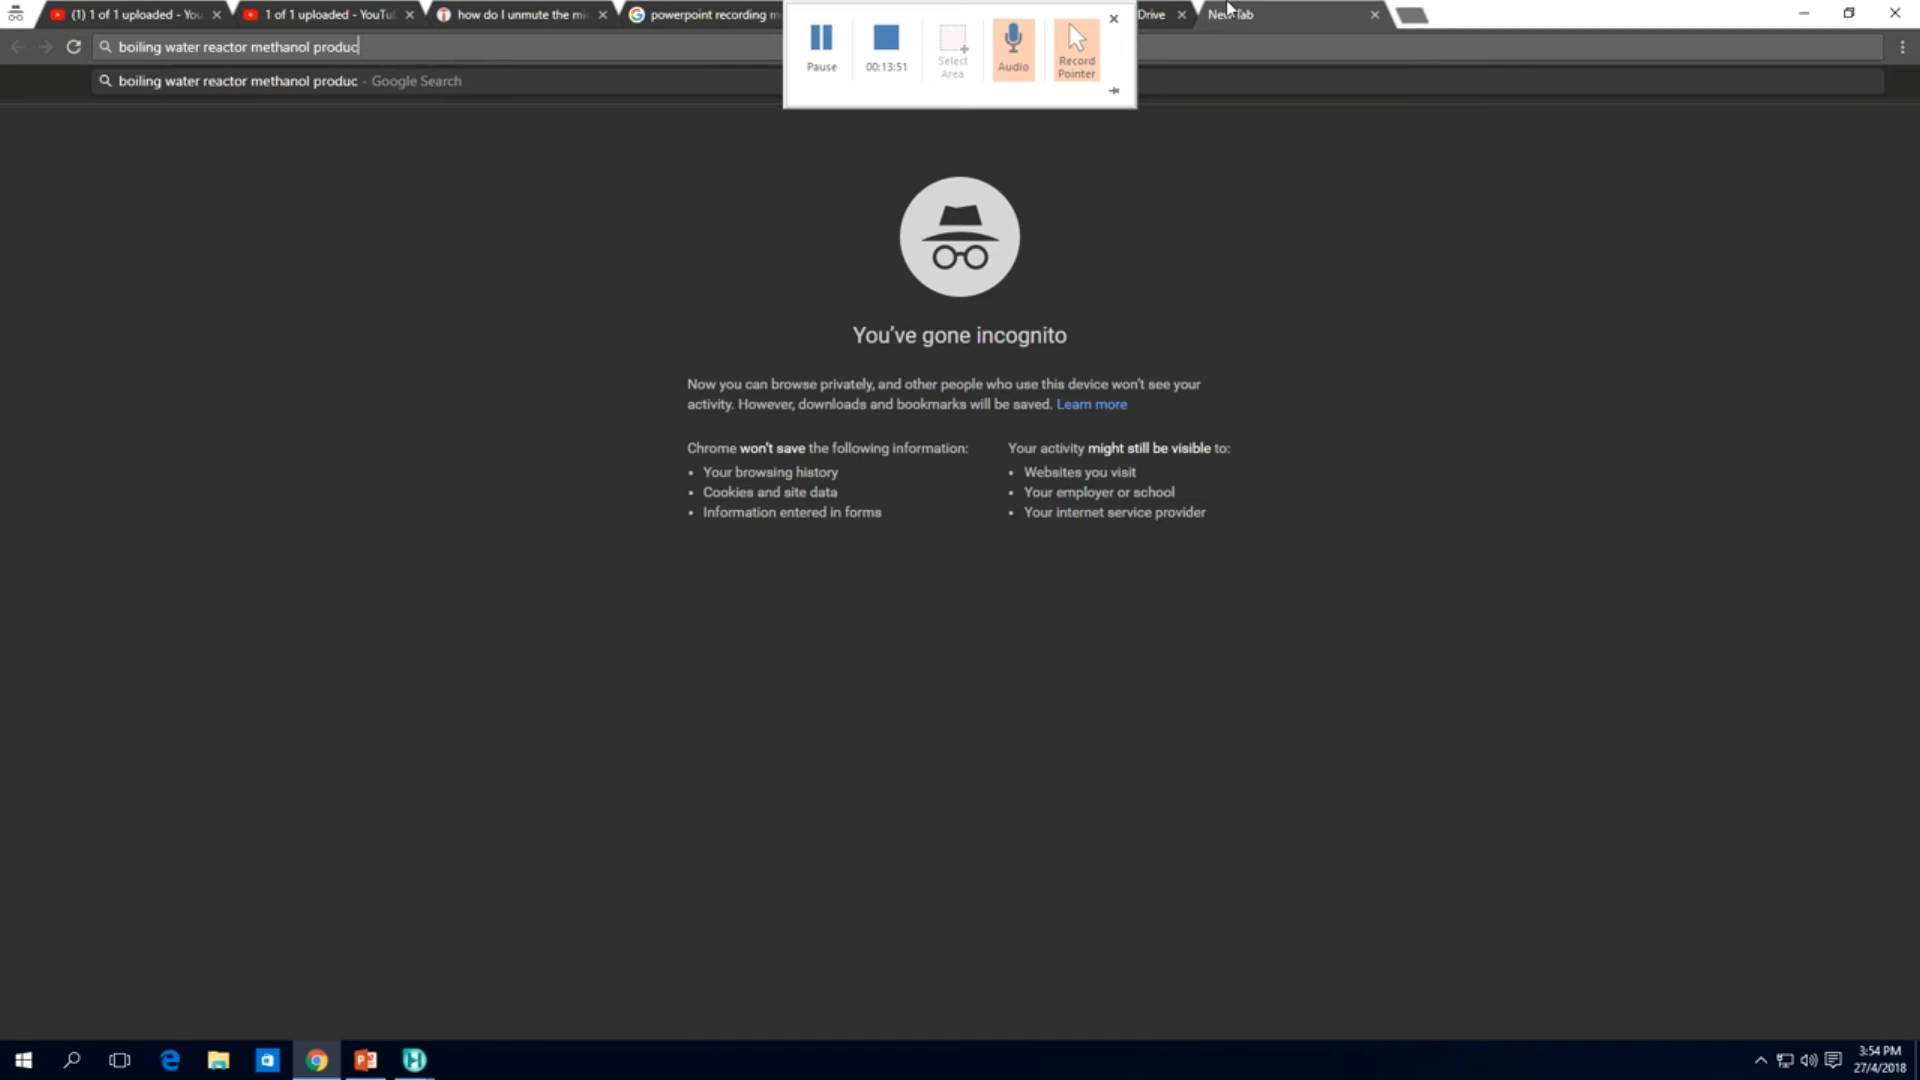 (1) 1 of 1 uploaded - You
1 of 1 uploaded - YouTu
how do I unmute the mi
powerpoint recording m
Drive
New Tab
boiling water reactor methanol produc
boiling water reactor methanol produc - Google Search
Pause
00:13:51
Select
Area
Audio
Record
Pointer
You've gone incognito
Now you can browse privately, and other people who use this device won't see your
activity. However, downloads and bookmarks will be saved. Learn more
Chrome won't save the following information:
• Your browsing history
• Cookies and site data
• Information entered in forms
Your activity might still be visible to:
• Websites you visit
• Your employer or school
• Your internet service provider
3:54 PM
27/4/2018